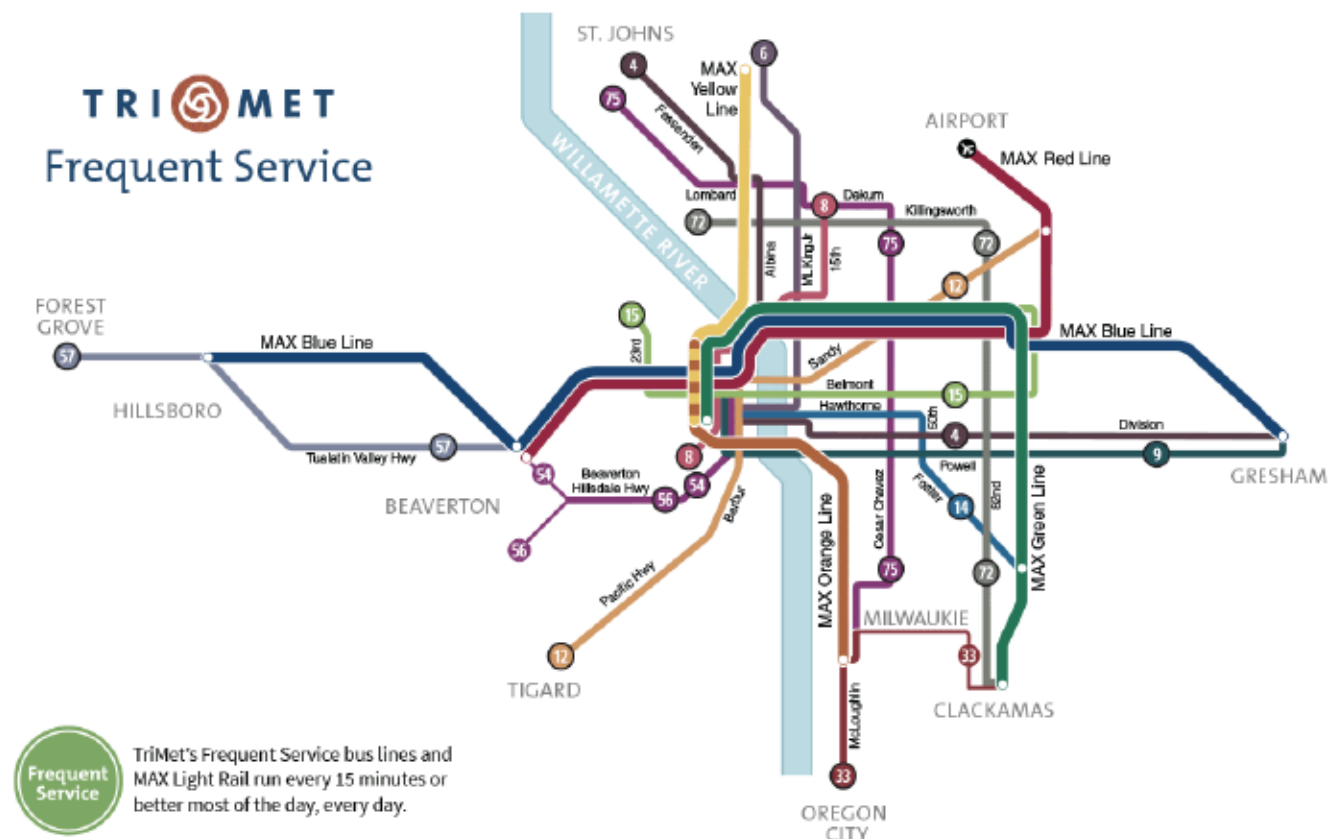 TRI MET
Frequent Service
ST. JOHNS
4
6
MAX
Yellow
Line
75
Fessenden
AIRPORT
MAX Red Line
WILLAMETTE RIVER
Lombard
8
Dekum
Killingsworth
72
75
72
Albina
ML King Jr
15th
12
FOREST
GROVE
57
MAX Blue Line
15
23rd
MAX Blue Line
Sandy
Belmont
15
HILLSBORO
Hawthorne
50th
4
Division
57
Tualatin Valley Hwy
8
9
Powell
GRESHAM
BEAVERTON
54
Beaverton
Hillsdale Hwy
56
54
Barbur
Foster
14
82nd
56
MAX Orange Line
Cesar Chavez
MAX Green Line
Pacific Hwy
75
72
MILWAUKIE
33
12
TIGARD
CLACKAMAS
McLoughlin
33
OREGON
CITY
Frequent
Service
TriMet's Frequent Service bus lines and
MAX Light Rail run every 15 minutes or
better most of the day, every day.